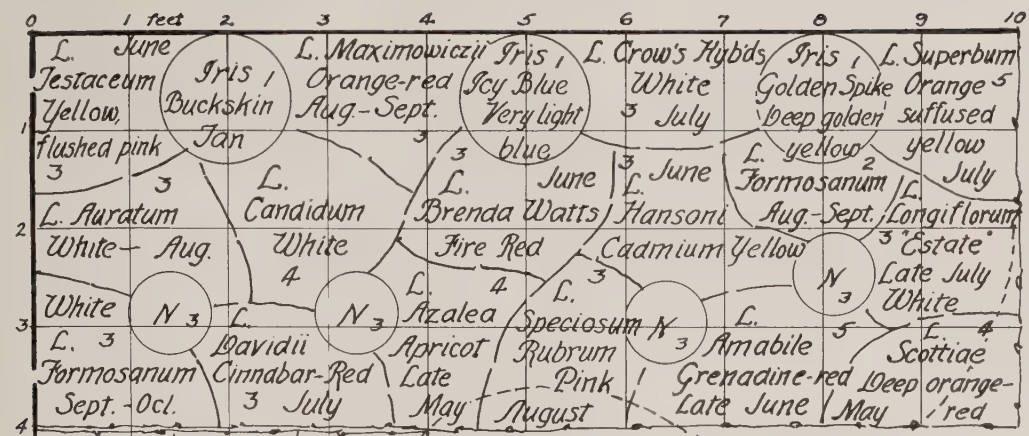 0 1 feet 2 3 4 5 6 7 8 9 10
L. June
Testaceum
Yellow,
flushed pink
3
Iris, 1
Buckskin
Tan
L. Maximowiczii
Orange-red
Aug.-Sept.
3
Iris, 1
Icy Blue
Very light
blue
L. Crow's Hybds
White
3
July
Iris, 1
Golden Spike
Deep golden
yellow
L. Superbum
Orange 5
suffused
yellow
July
1
3
L. Auratum
White - Aug.
L.
Candidum
White
4
3
L. June
Brenda Watts
Fire Red
4
3 June
L.
Hansoni
Cadmium Yellow
L. 2
Formosanum
Aug.-Sept.
L.
Longiflorum
3 "Estate"
Late July
White
4
2
White
N 3
N 3
N 3
N 3
3
L. 3
Formosanum
Sept.-Oct.
L.
Davidii
Cinnabar-Red
3 July
L.
Azalea
Apricot
Late
May
3
L.
Speciosum
Rubrum
Pink
August
L. 5
Amabile
Grenadine-red
Late June
L.
Scottiae
Deep orange-
May red
4